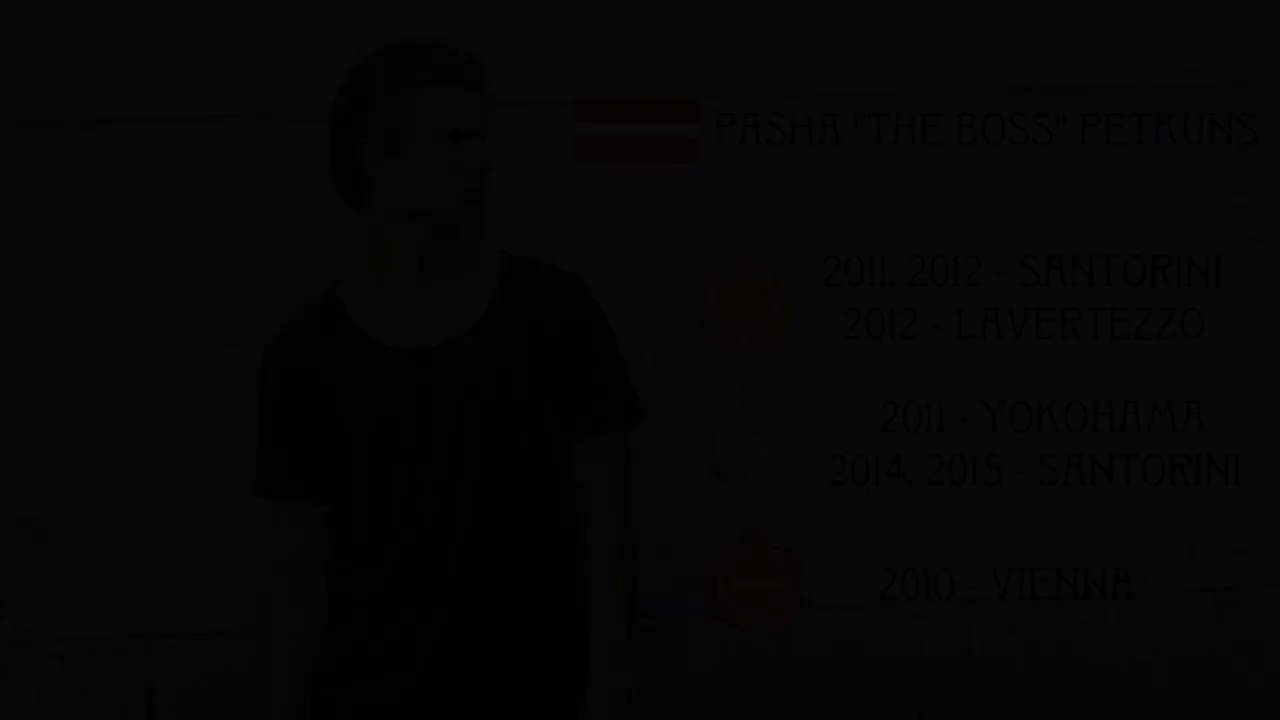 PASHA "THE BOSS" PETKUNS
2011, 2012 - SANTORINI
2012 - LAVERTEZZO
2011 - YOKOHAMA
2014, 2015 - SANTORINI
2010 - VIENNA